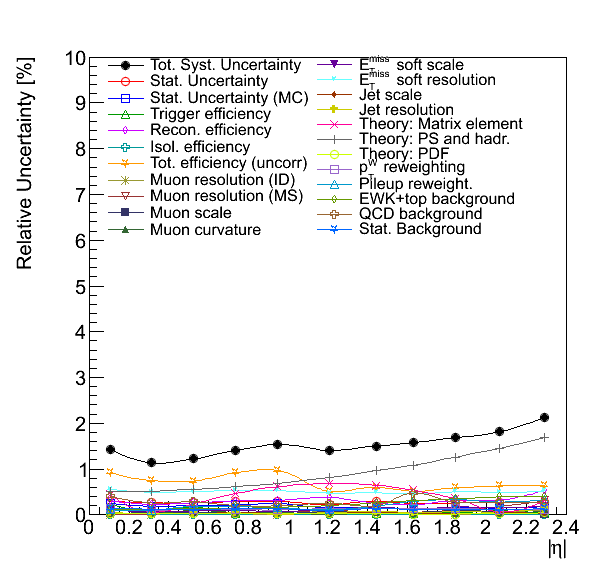 Relative Uncertainty [%]
10
9
8
7
6
5
4
3
2
1
0
Tot. Syst. Uncertainty
Stat. Uncertainty
Stat. Uncertainty (MC)
Trigger efficiency
Recon. efficiency
Isol. efficiency
Tot. efficiency (uncorr)
Muon resolution (ID)
Muon resolution (MS)
Muon scale
Muon curvature
E_T^miss soft scale
E_T^miss soft resolution
Jet scale
Jet resolution
Theory: Matrix element
Theory: PS and hadr.
Theory: PDF
p_T^W reweighting
Pileup reweight.
EWK+top background
QCD background
Stat. Background
0 0.2 0.4 0.6 0.8 1 1.2 1.4 1.6 1.8 2 2.2 2.4
|η|